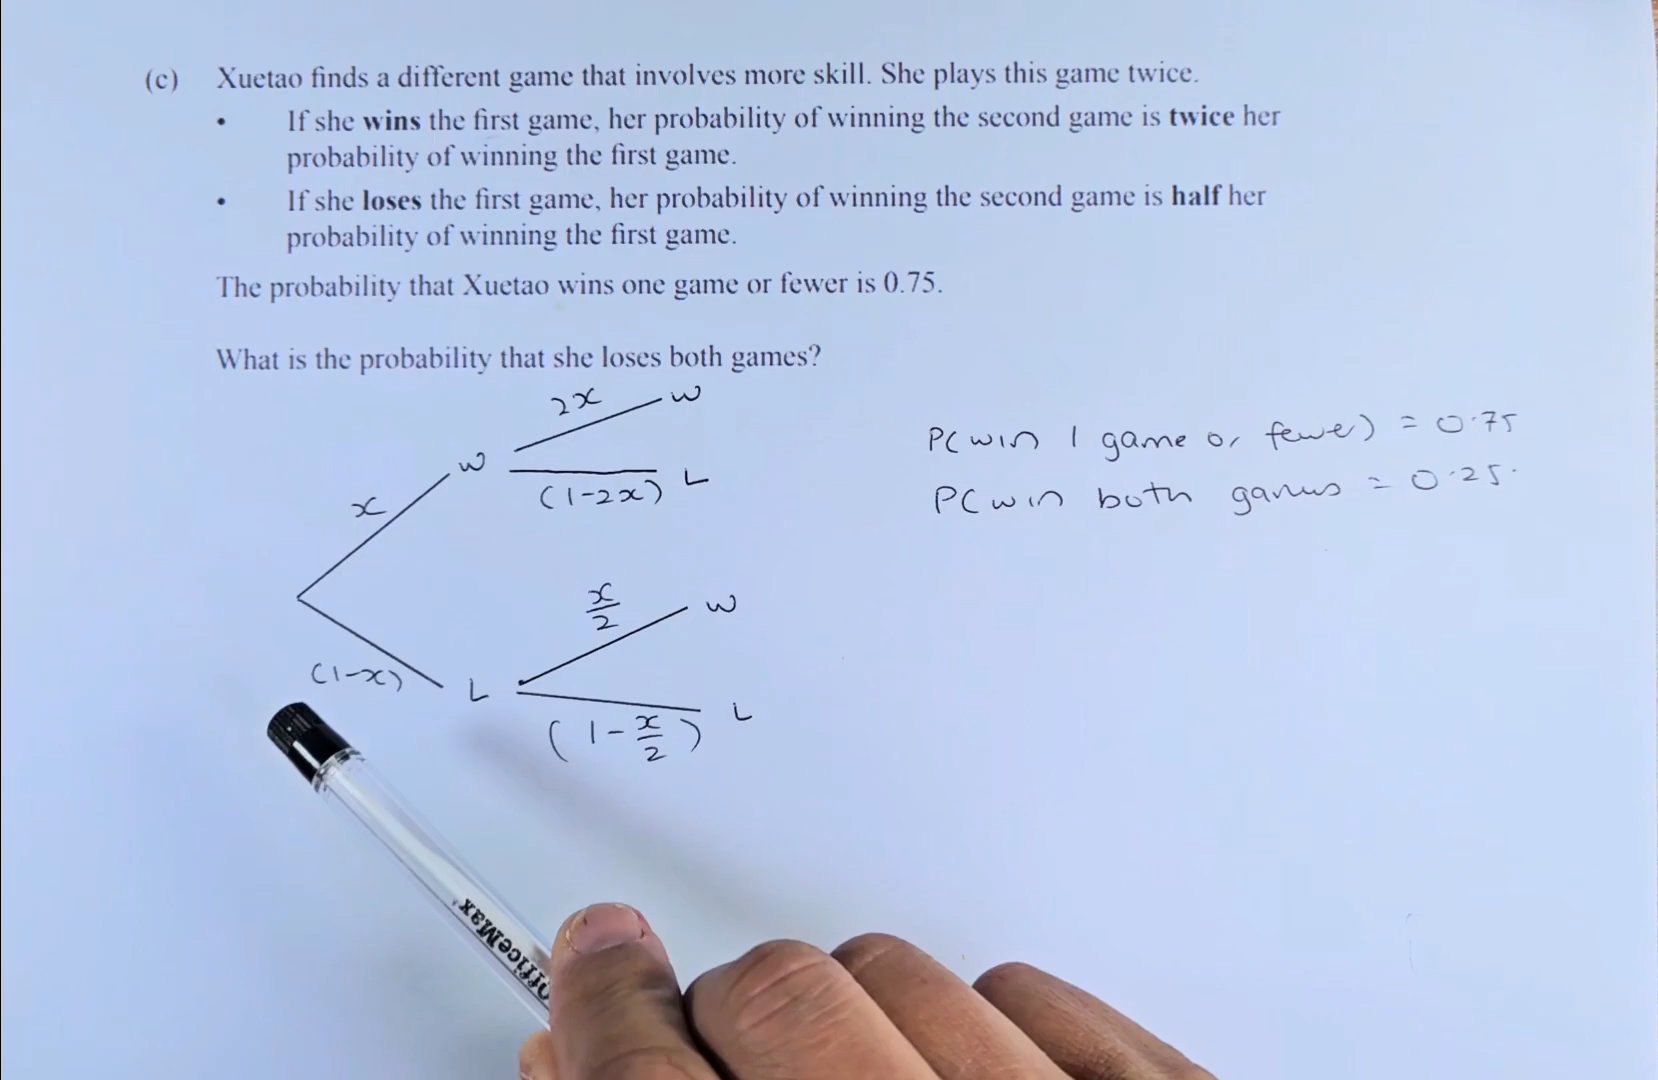 (c) Xuetao finds a different game that involves more skill. She plays this game twice.
• If she wins the first game, her probability of winning the second game is twice her
probability of winning the first game.
• If she loses the first game, her probability of winning the second game is half her
probability of winning the first game.
The probability that Xuetao wins one game or fewer is 0.75.
What is the probability that she loses both games?
2x W
W
(1-2x) L
x
x/2 W
(1-x) L
(1-x/2) L
P(win 1 game or fewer) = 0.75
P(win both games = 0.25.
OfficeMax